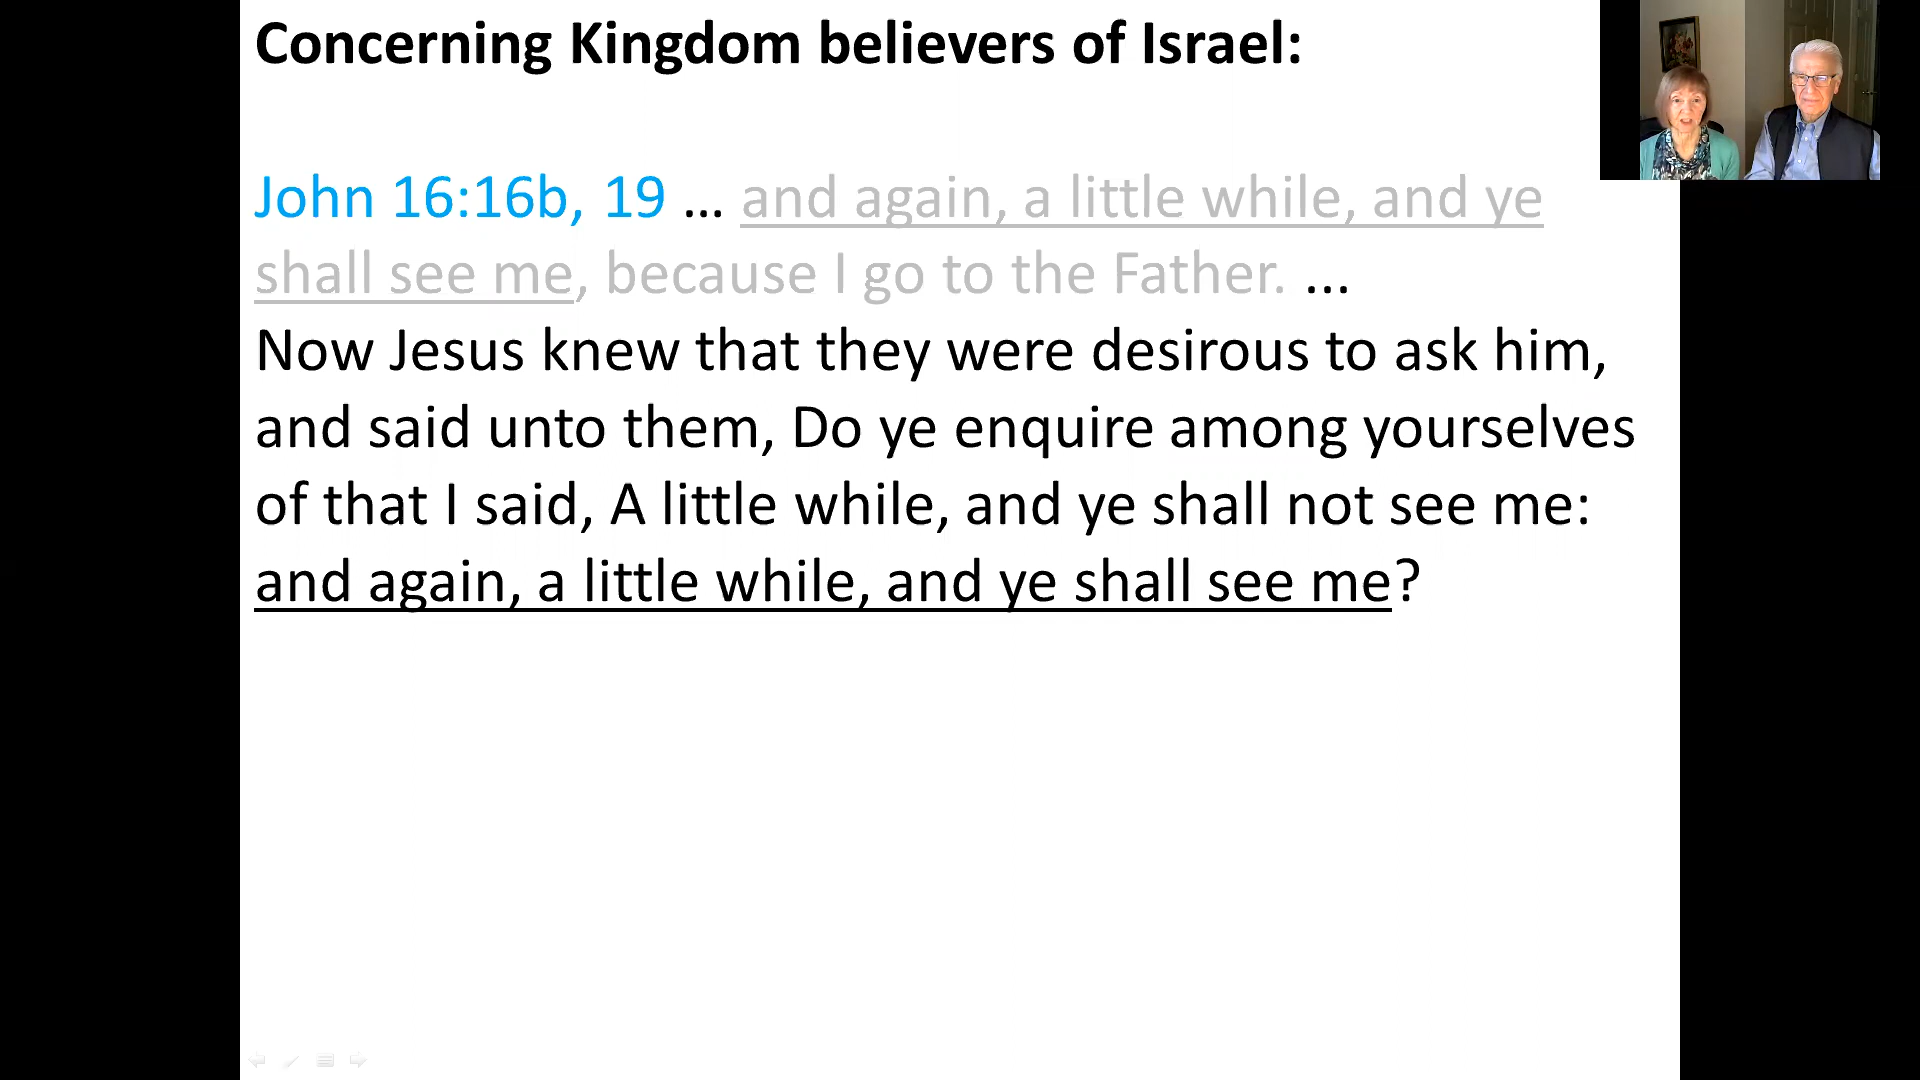 Concerning Kingdom believers of Israel:
John 16:16b, 19 ... and again, a little while, and ye
shall see me, because I go to the Father. ...
Now Jesus knew that they were desirous to ask him,
and said unto them, Do ye enquire among yourselves
of that I said, A little while, and ye shall not see me:
and again, a little while, and ye shall see me?